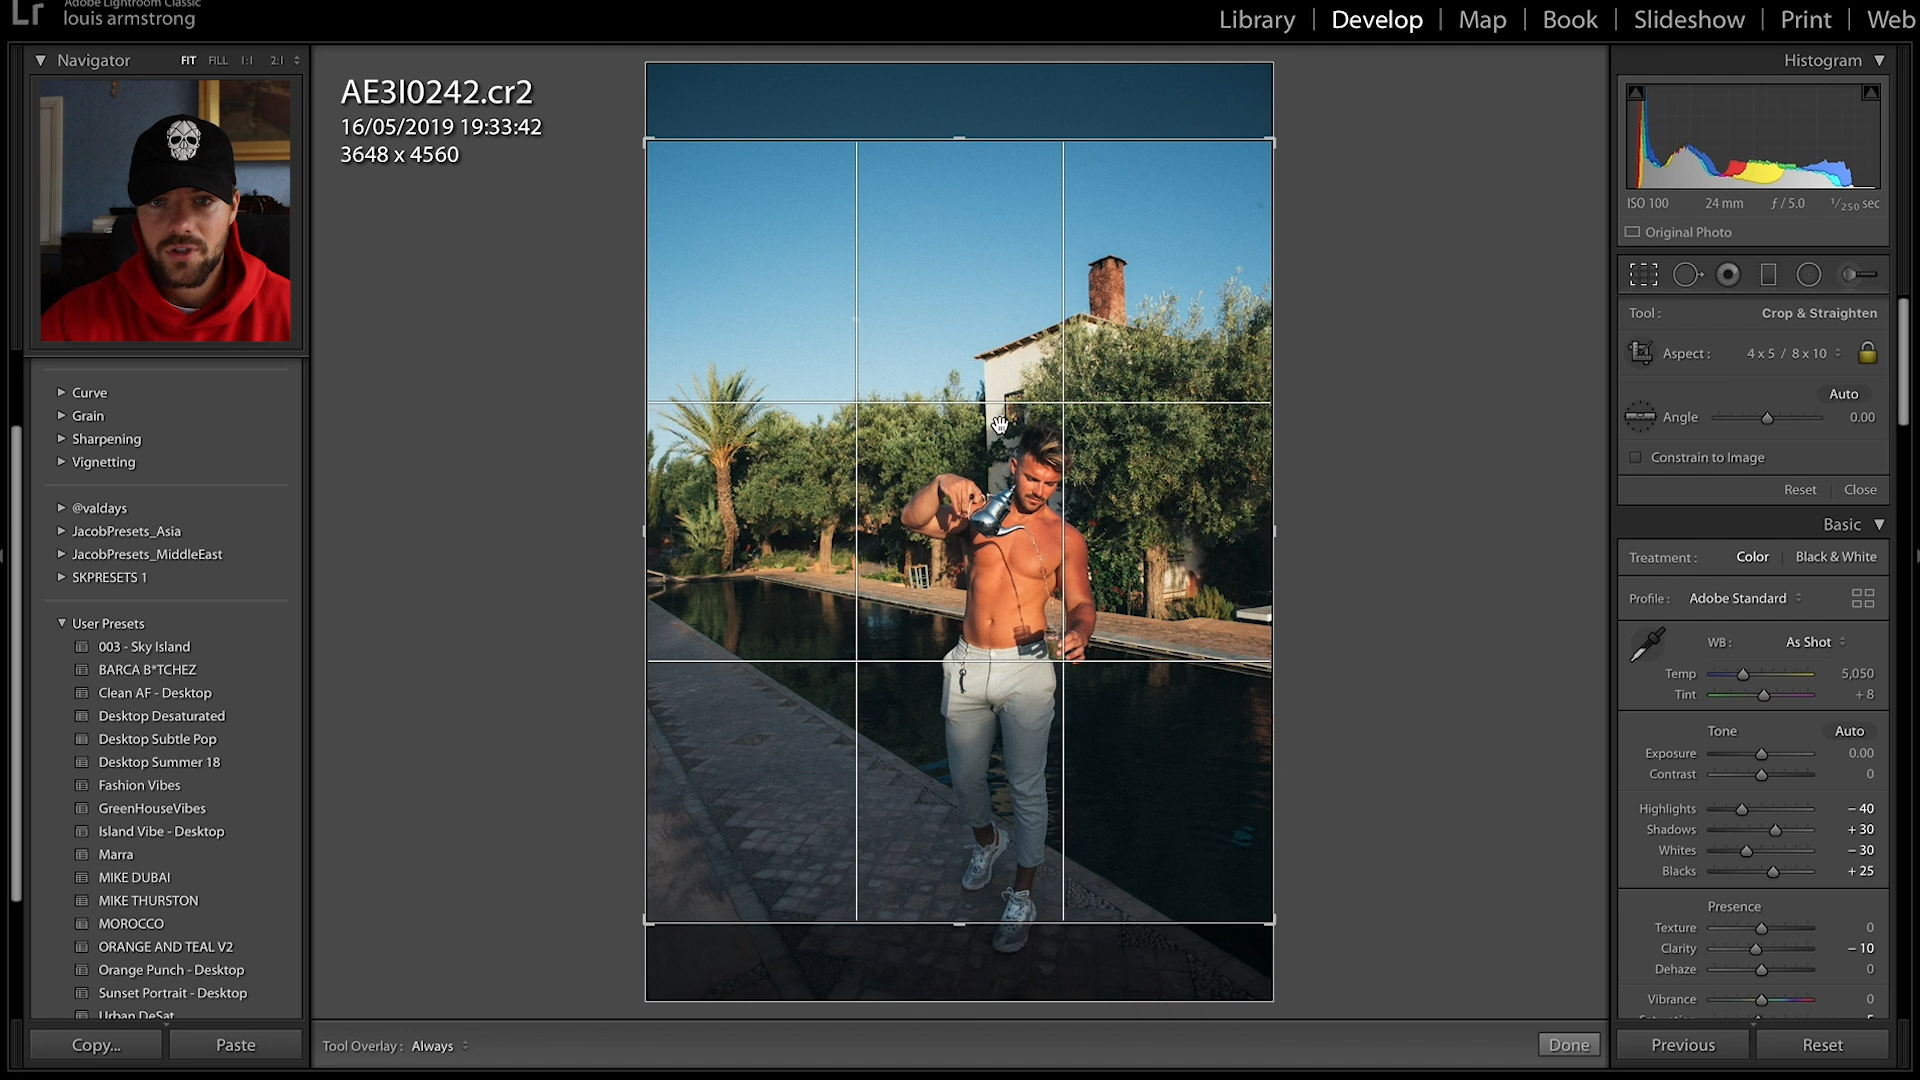 Lr
Adobe Lightroom Classic
louis armstrong
Library | Develop | Map | Book | Slideshow | Print | Web
Navigator FIT FILL 1:1 2:1
Curve
Grain
Sharpening
Vignetting
@valdays
JacobPresets_Asia
JacobPresets_MiddleEast
SKPRESETS 1
User Presets
003 - Sky Island
BARCA B*TCHEZ
Clean AF - Desktop
Desktop Desaturated
Desktop Subtle Pop
Desktop Summer 18
Fashion Vibes
GreenHouseVibes
Island Vibe - Desktop
Marra
MIKE DUBAI
MIKE THURSTON
MOROCCO
ORANGE AND TEAL V2
Orange Punch - Desktop
Sunset Portrait - Desktop
Urban DeSat
Copy... Paste
AE3I0242.cr2
16/05/2019 19:33:42
3648 x 4560
Tool Overlay : Always
Done
Histogram
ISO 100 24 mm ƒ / 5.0 1/250 sec
Original Photo
Tool : Crop & Straighten
Aspect : 4 x 5 / 8 x 10
Auto
Angle 0.00
Constrain to Image
Reset Close
Basic
Treatment : Color Black & White
Profile : Adobe Standard
WB : As Shot
Temp 5,050
Tint + 8
Tone Auto
Exposure 0.00
Contrast 0
Highlights – 40
Shadows + 30
Whites – 30
Blacks + 25
Presence
Texture 0
Clarity – 10
Dehaze 0
Vibrance 0
Previous Reset